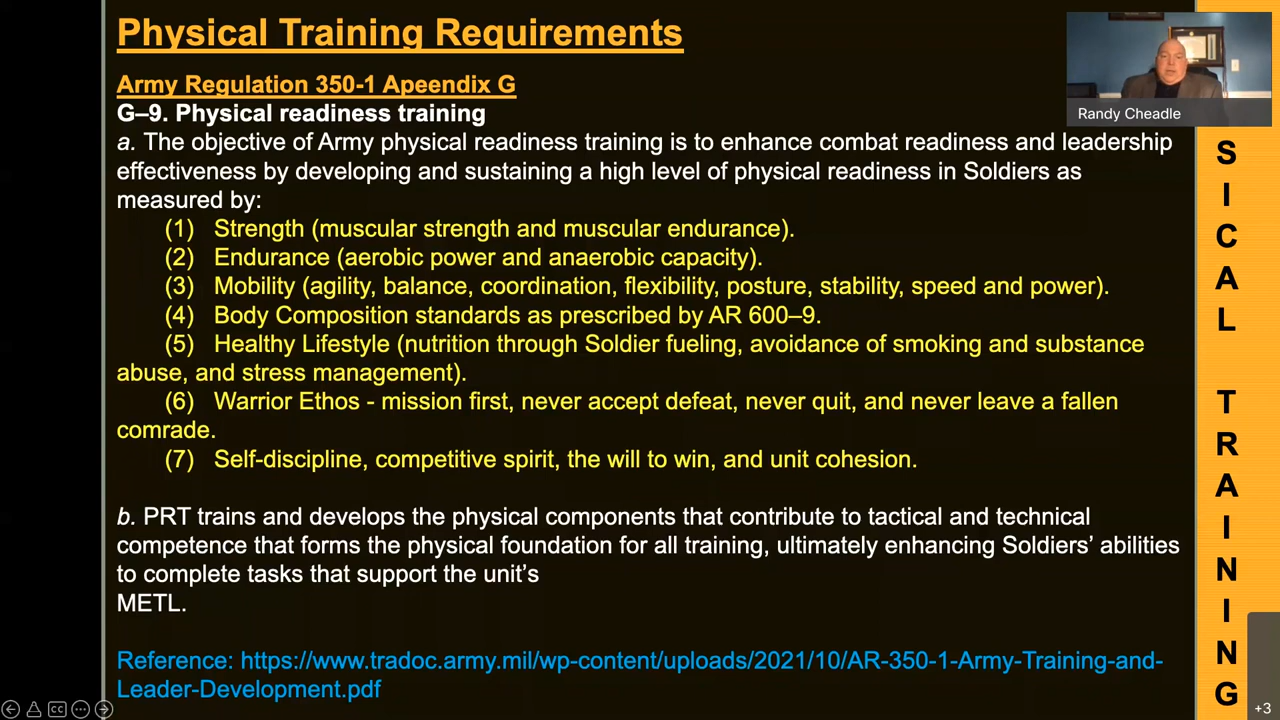 Physical Training Requirements
Army Regulation 350-1 Apeendix G
G–9. Physical readiness training
a. The objective of Army physical readiness training is to enhance combat readiness and leadership
effectiveness by developing and sustaining a high level of physical readiness in Soldiers as
measured by:
(1) Strength (muscular strength and muscular endurance).
(2) Endurance (aerobic power and anaerobic capacity).
(3) Mobility (agility, balance, coordination, flexibility, posture, stability, speed and power).
(4) Body Composition standards as prescribed by AR 600–9.
(5) Healthy Lifestyle (nutrition through Soldier fueling, avoidance of smoking and substance
abuse, and stress management).
(6) Warrior Ethos - mission first, never accept defeat, never quit, and never leave a fallen
comrade.
(7) Self-discipline, competitive spirit, the will to win, and unit cohesion.
b. PRT trains and develops the physical components that contribute to tactical and technical
competence that forms the physical foundation for all training, ultimately enhancing Soldiers’ abilities
to complete tasks that support the unit’s
METL.
Reference: https://www.tradoc.army.mil/wp-content/uploads/2021/10/AR-350-1-Army-Training-and-
Leader-Development.pdf
Randy Cheadle
S
I
C
A
L
T
R
A
I
N
I
N
G
CC
+3